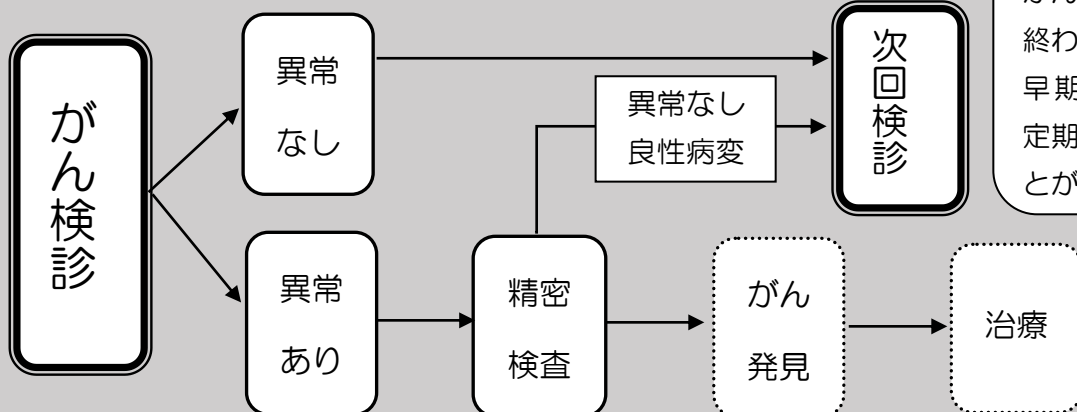 がん検診
異常
なし
異常なし
良性病変
次回検診
終わ
早期
定期
とが
異常
あり
精密
検査
がん
発見
治療